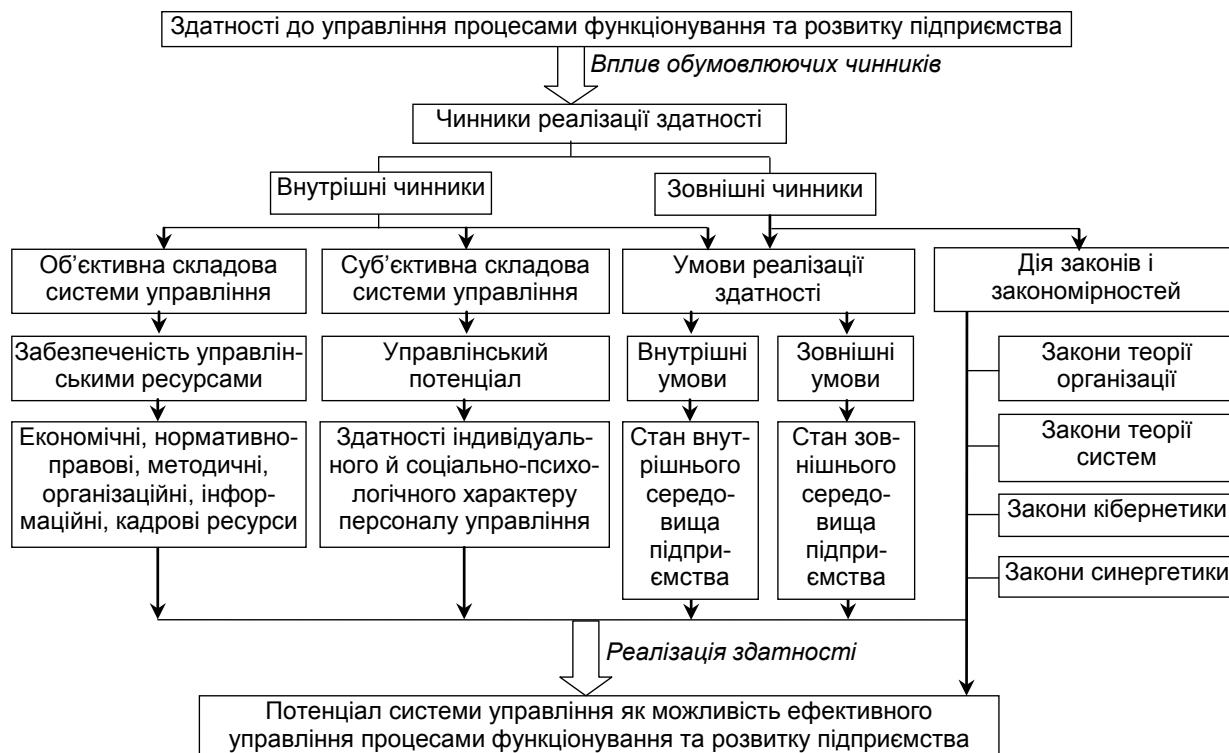 Здатності до управління процесами функціонування та розвитку підприємства
Вплив обумовлюючих чинників
Чинники реалізації здатності
Внутрішні чинники
Зовнішні чинники
Об’єктивна складова
системи управління
Суб’єктивна складова
системи управління
Умови реалізації
здатності
Дія законів і
закономірностей
Забезпеченість управлін-
ськими ресурсами
Управлінський
потенціал
Внутрішні
умови
Зовнішні
умови
Закони теорії
організації
Економічні, нормативно-
правові, методичні,
організаційні, інфор-
маційні, кадрові ресурси
Здатності індивідуаль-
ного й соціально-психо-
логічного характеру
персоналу управління
Стан внут-
рішнього
середо-
вища
підпри-
ємства
Стан зов-
нішнього
середо-
вища
підпри-
ємства
Закони теорії
систем
Закони кібернетики
Закони синергетики
Реалізація здатності
Потенціал системи управління як можливість ефективного
управління процесами функціонування та розвитку підприємства